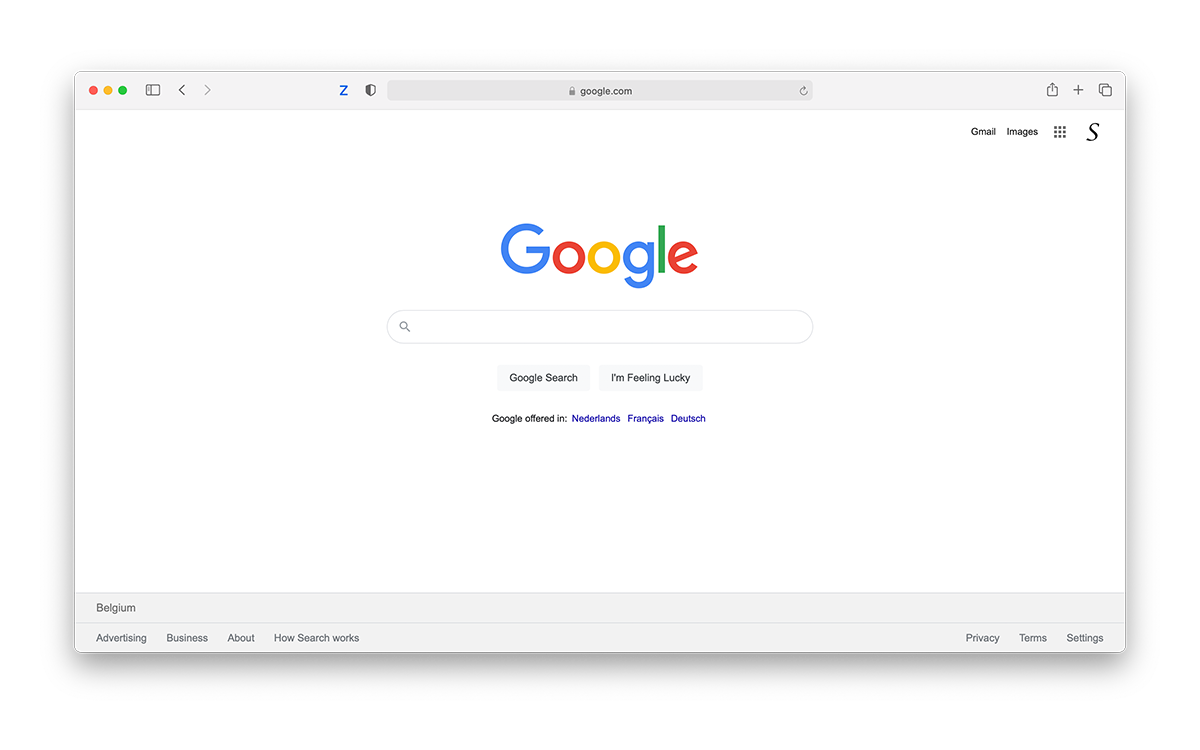 Z google.com
Gmail Images S
Google
Google Search I'm Feeling Lucky
Google offered in: Nederlands Français Deutsch
Belgium
Advertising Business About How Search works Privacy Terms Settings